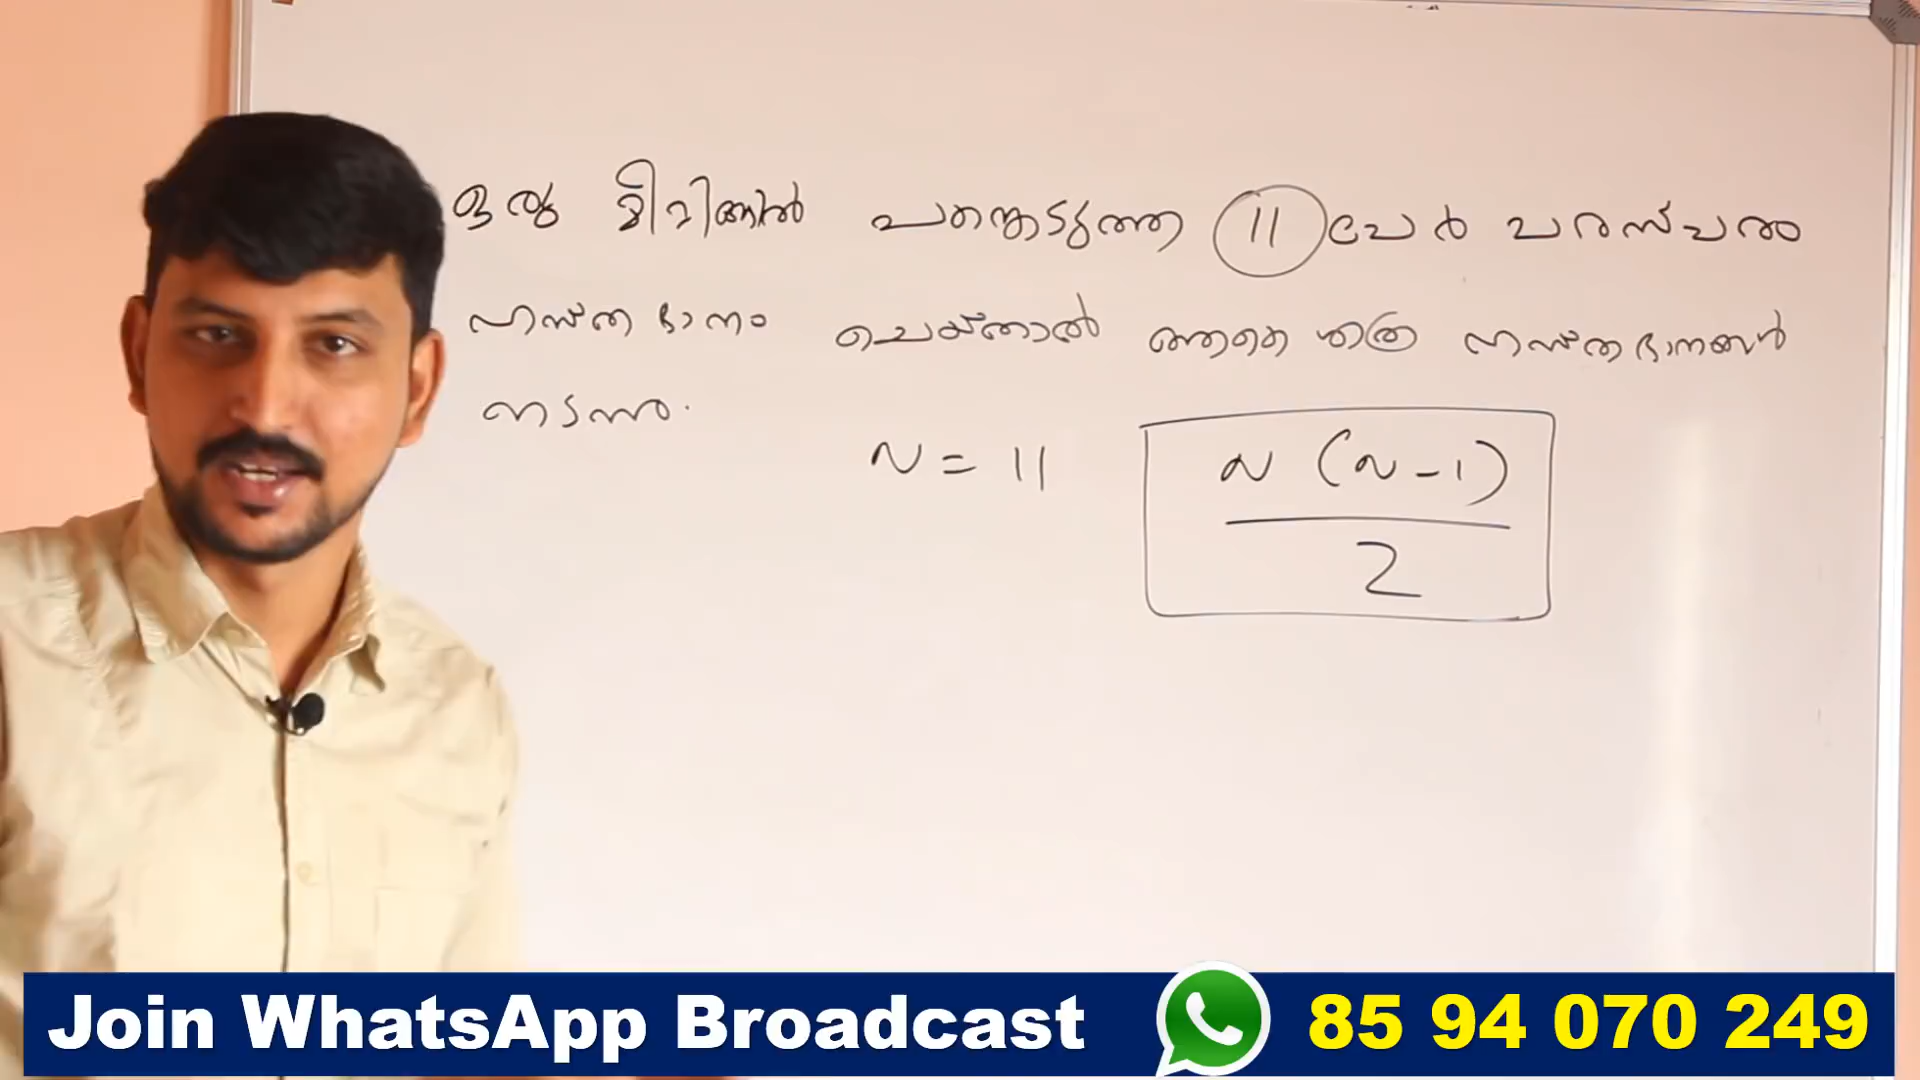 ഒരു മീറ്റിങ്ങിൽ പങ്കെടുത്ത 11 പേർ പരസ്പരം
ഹസ്തദാനം ചെയ്താൽ ആകെ എത്ര ഹസ്തദാനങ്ങൾ
നടന്നു.
N = 11
N (N-1)
2
Join WhatsApp Broadcast 85 94 070 249